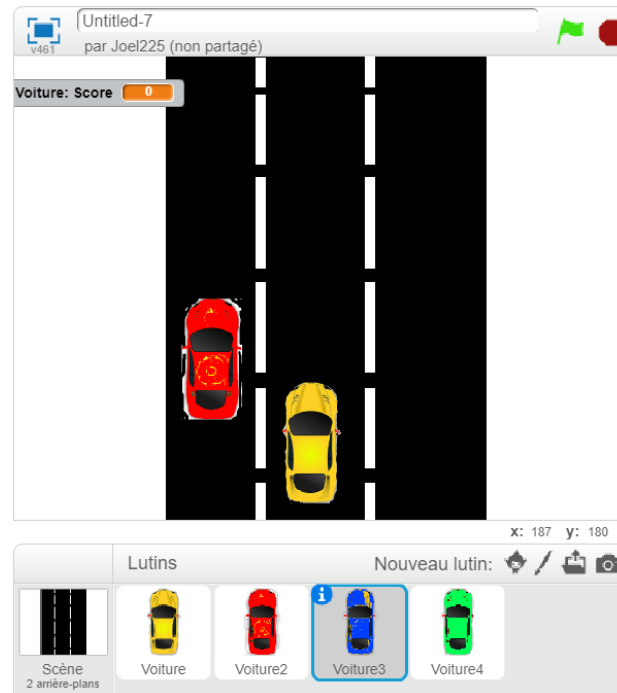 Untitled-7
v461
par Joel225 (non partagé)
Voiture: Score 0
x: 187 y: 180
Lutins
Nouveau lutin:
Scène
2 arrière-plans
Voiture
Voiture2
i
Voiture3
Voiture4